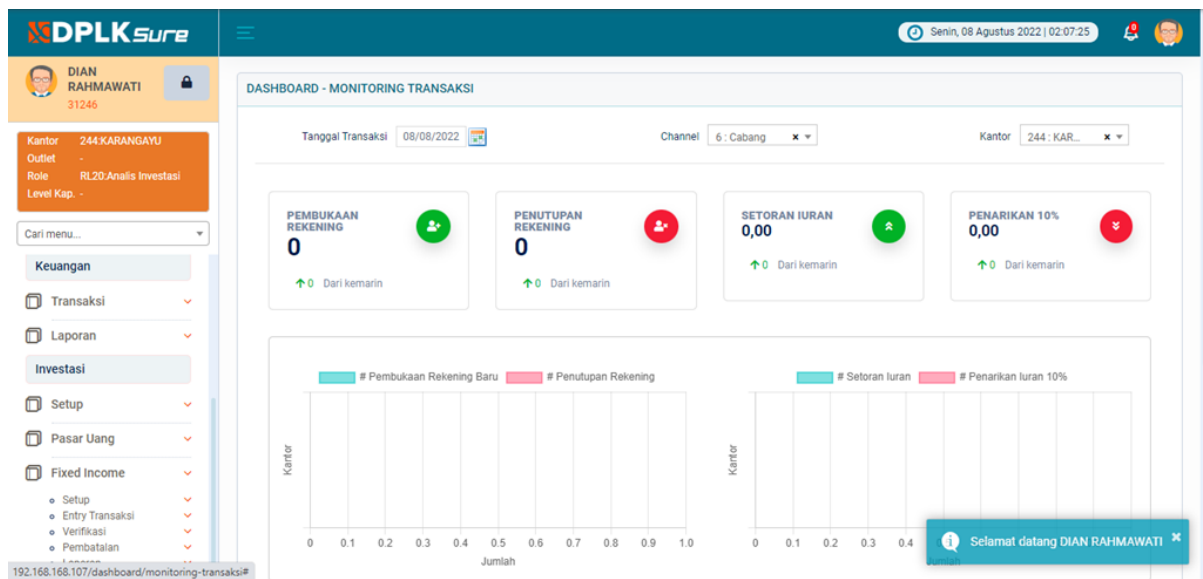 DPLKSure
Senin, 08 Agustus 2022 | 02:07:25
0
DIAN
RAHMAWATI
31246
Kantor 244:KARANGAYU
Outlet -
Role RL20:Analis Investasi
Level Kap. -
Cari menu...
Keuangan
Transaksi
Laporan
Investasi
Setup
Pasar Uang
Fixed Income
Setup
Entry Transaksi
Verifikasi
Pembatalan
Laporan
192.168.168.107/dashboard/monitoring-transaksi#
DASHBOARD - MONITORING TRANSAKSI
Tanggal Transaksi 08/08/2022 Channel 6 : Cabang × Kantor 244 : KAR... ×
PEMBUKAAN
REKENING
0
0 Dari kemarin
PENUTUPAN
REKENING
0
0 Dari kemarin
SETORAN IURAN
0,00
0 Dari kemarin
PENARIKAN 10%
0,00
0 Dari kemarin
# Pembukaan Rekening Baru # Penutupan Rekening
Kantor
0 0.1 0.2 0.3 0.4 0.5 0.6 0.7 0.8 0.9 1.0
Jumlah
# Setoran Iuran # Penarikan Iuran 10%
Kantor
0 0.1 0.2 0.3 0.4
Jumlah
Selamat datang DIAN RAHMAWATI ×